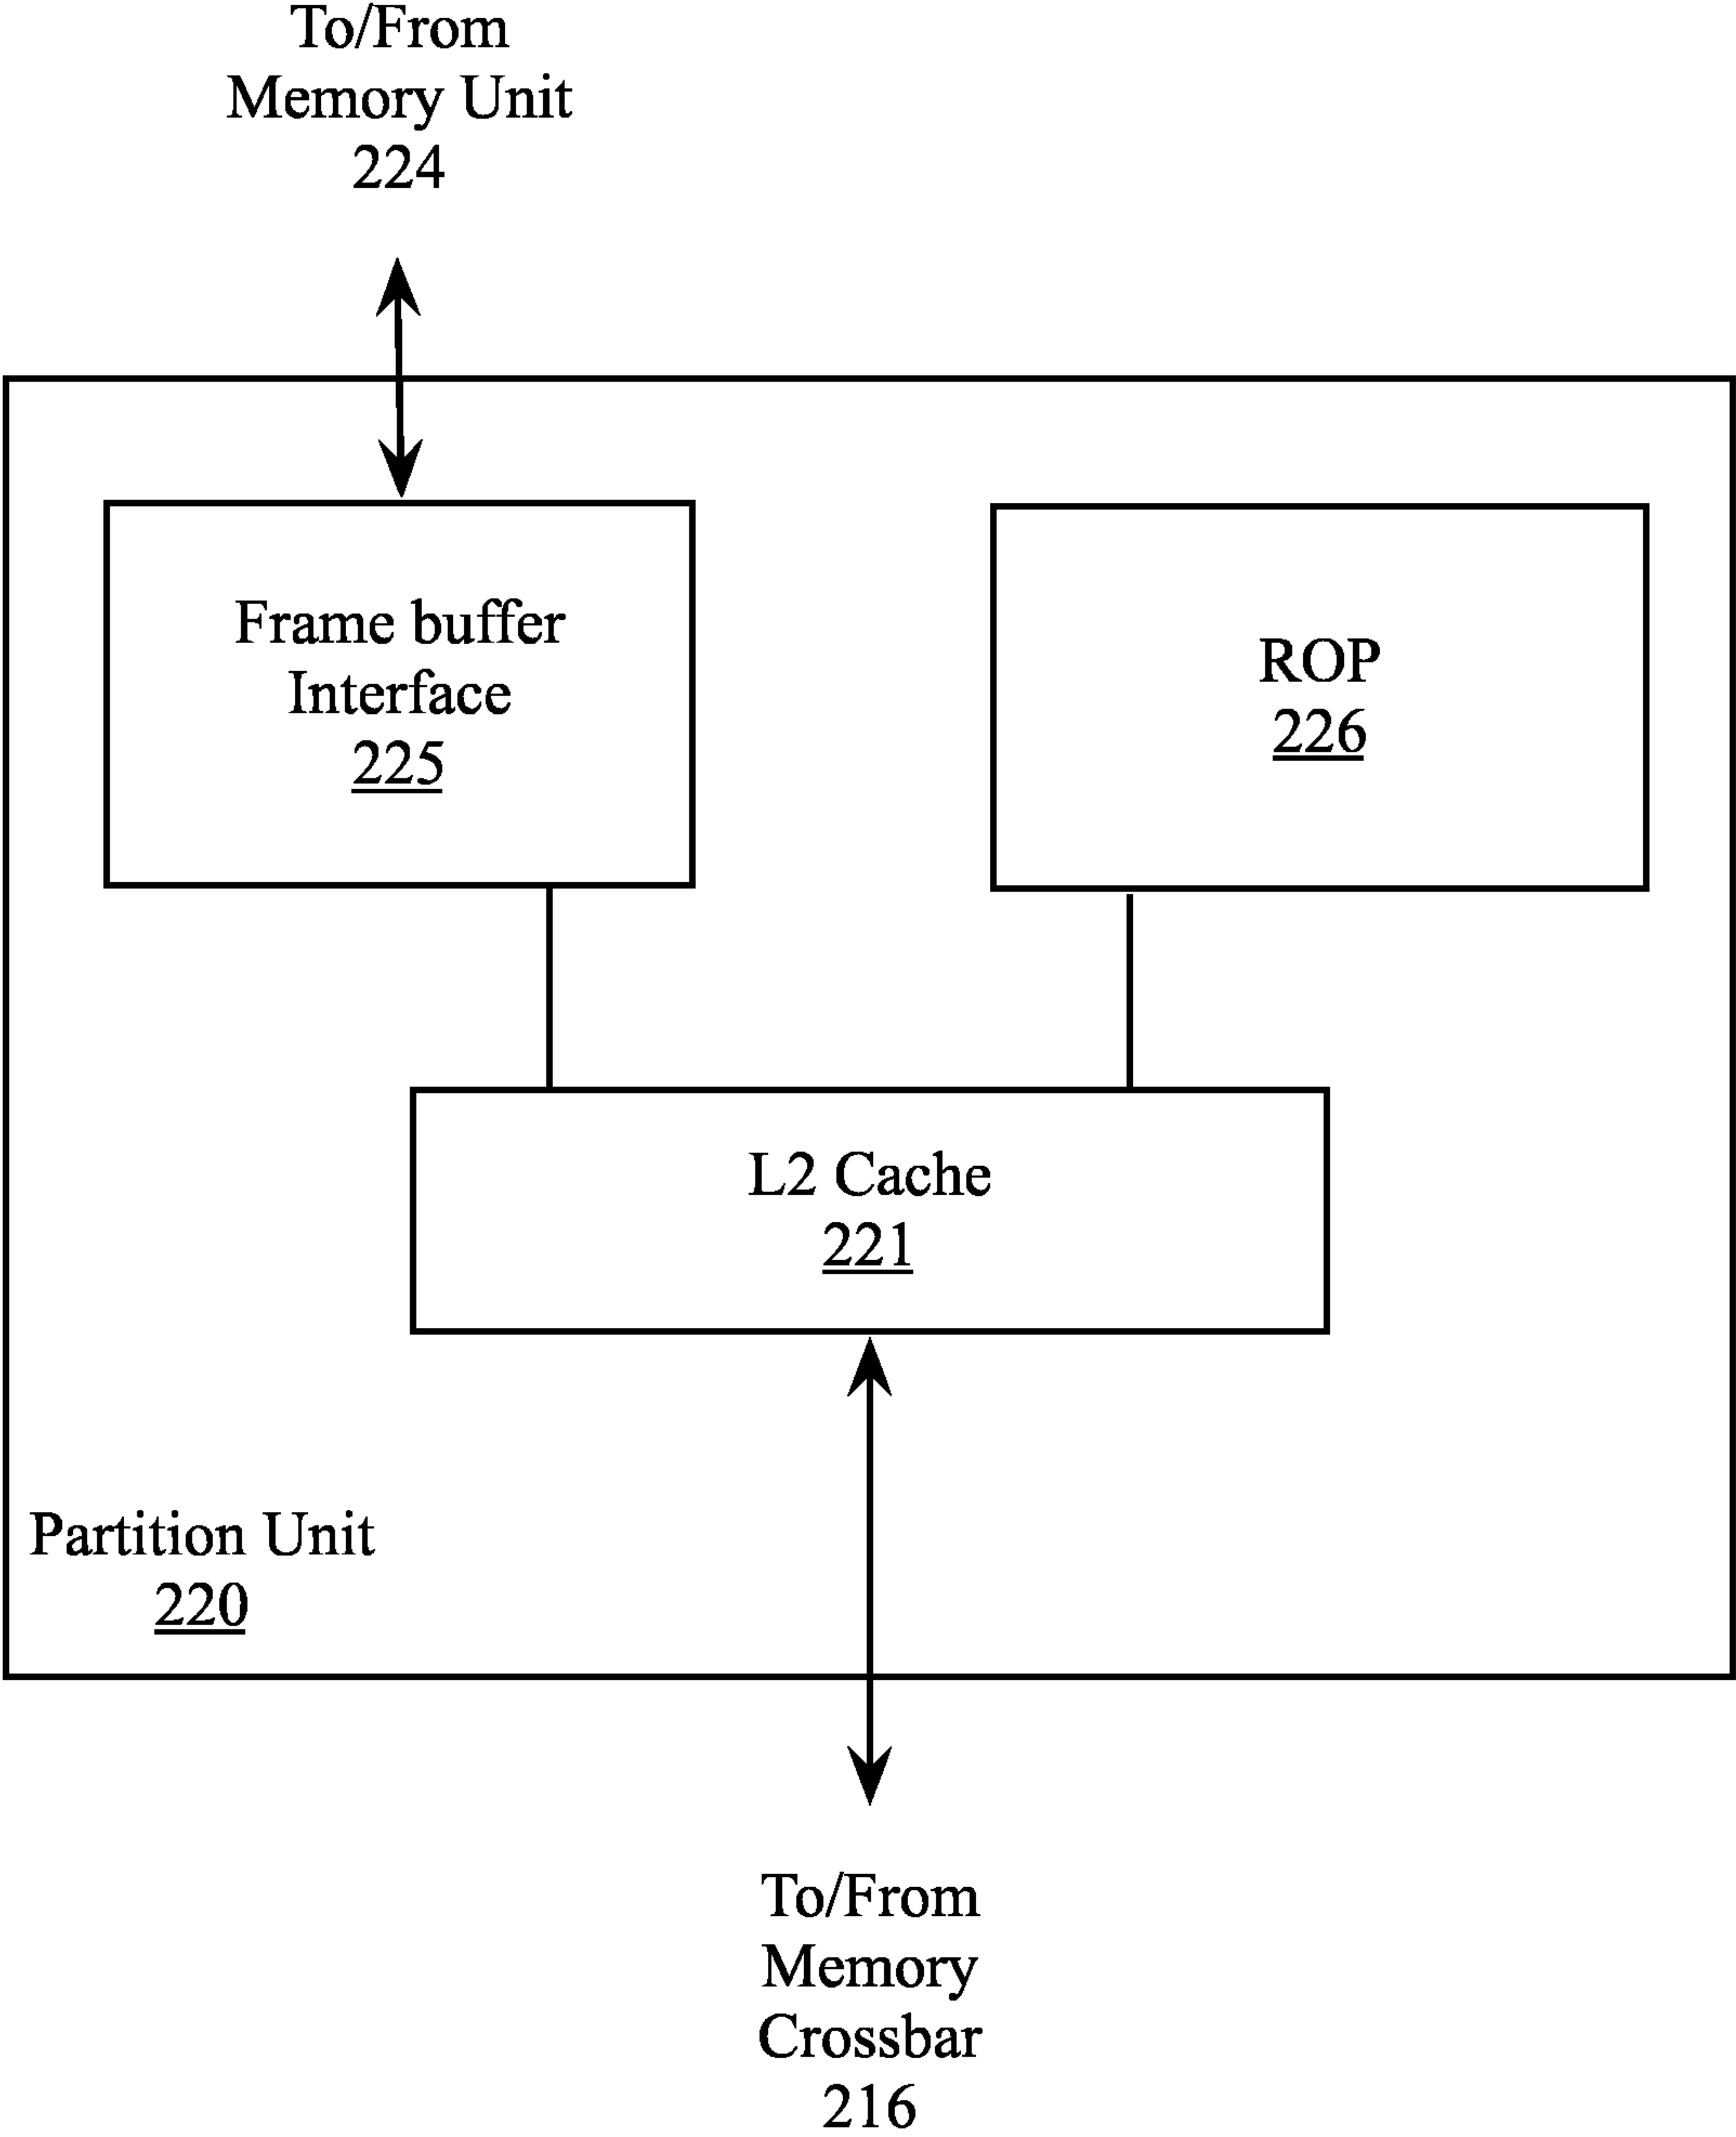 To/From
Memory Unit
224
Frame buffer
Interface
225
ROP
226
L2 Cache
221
Partition Unit
220
To/From
Memory
Crossbar
216